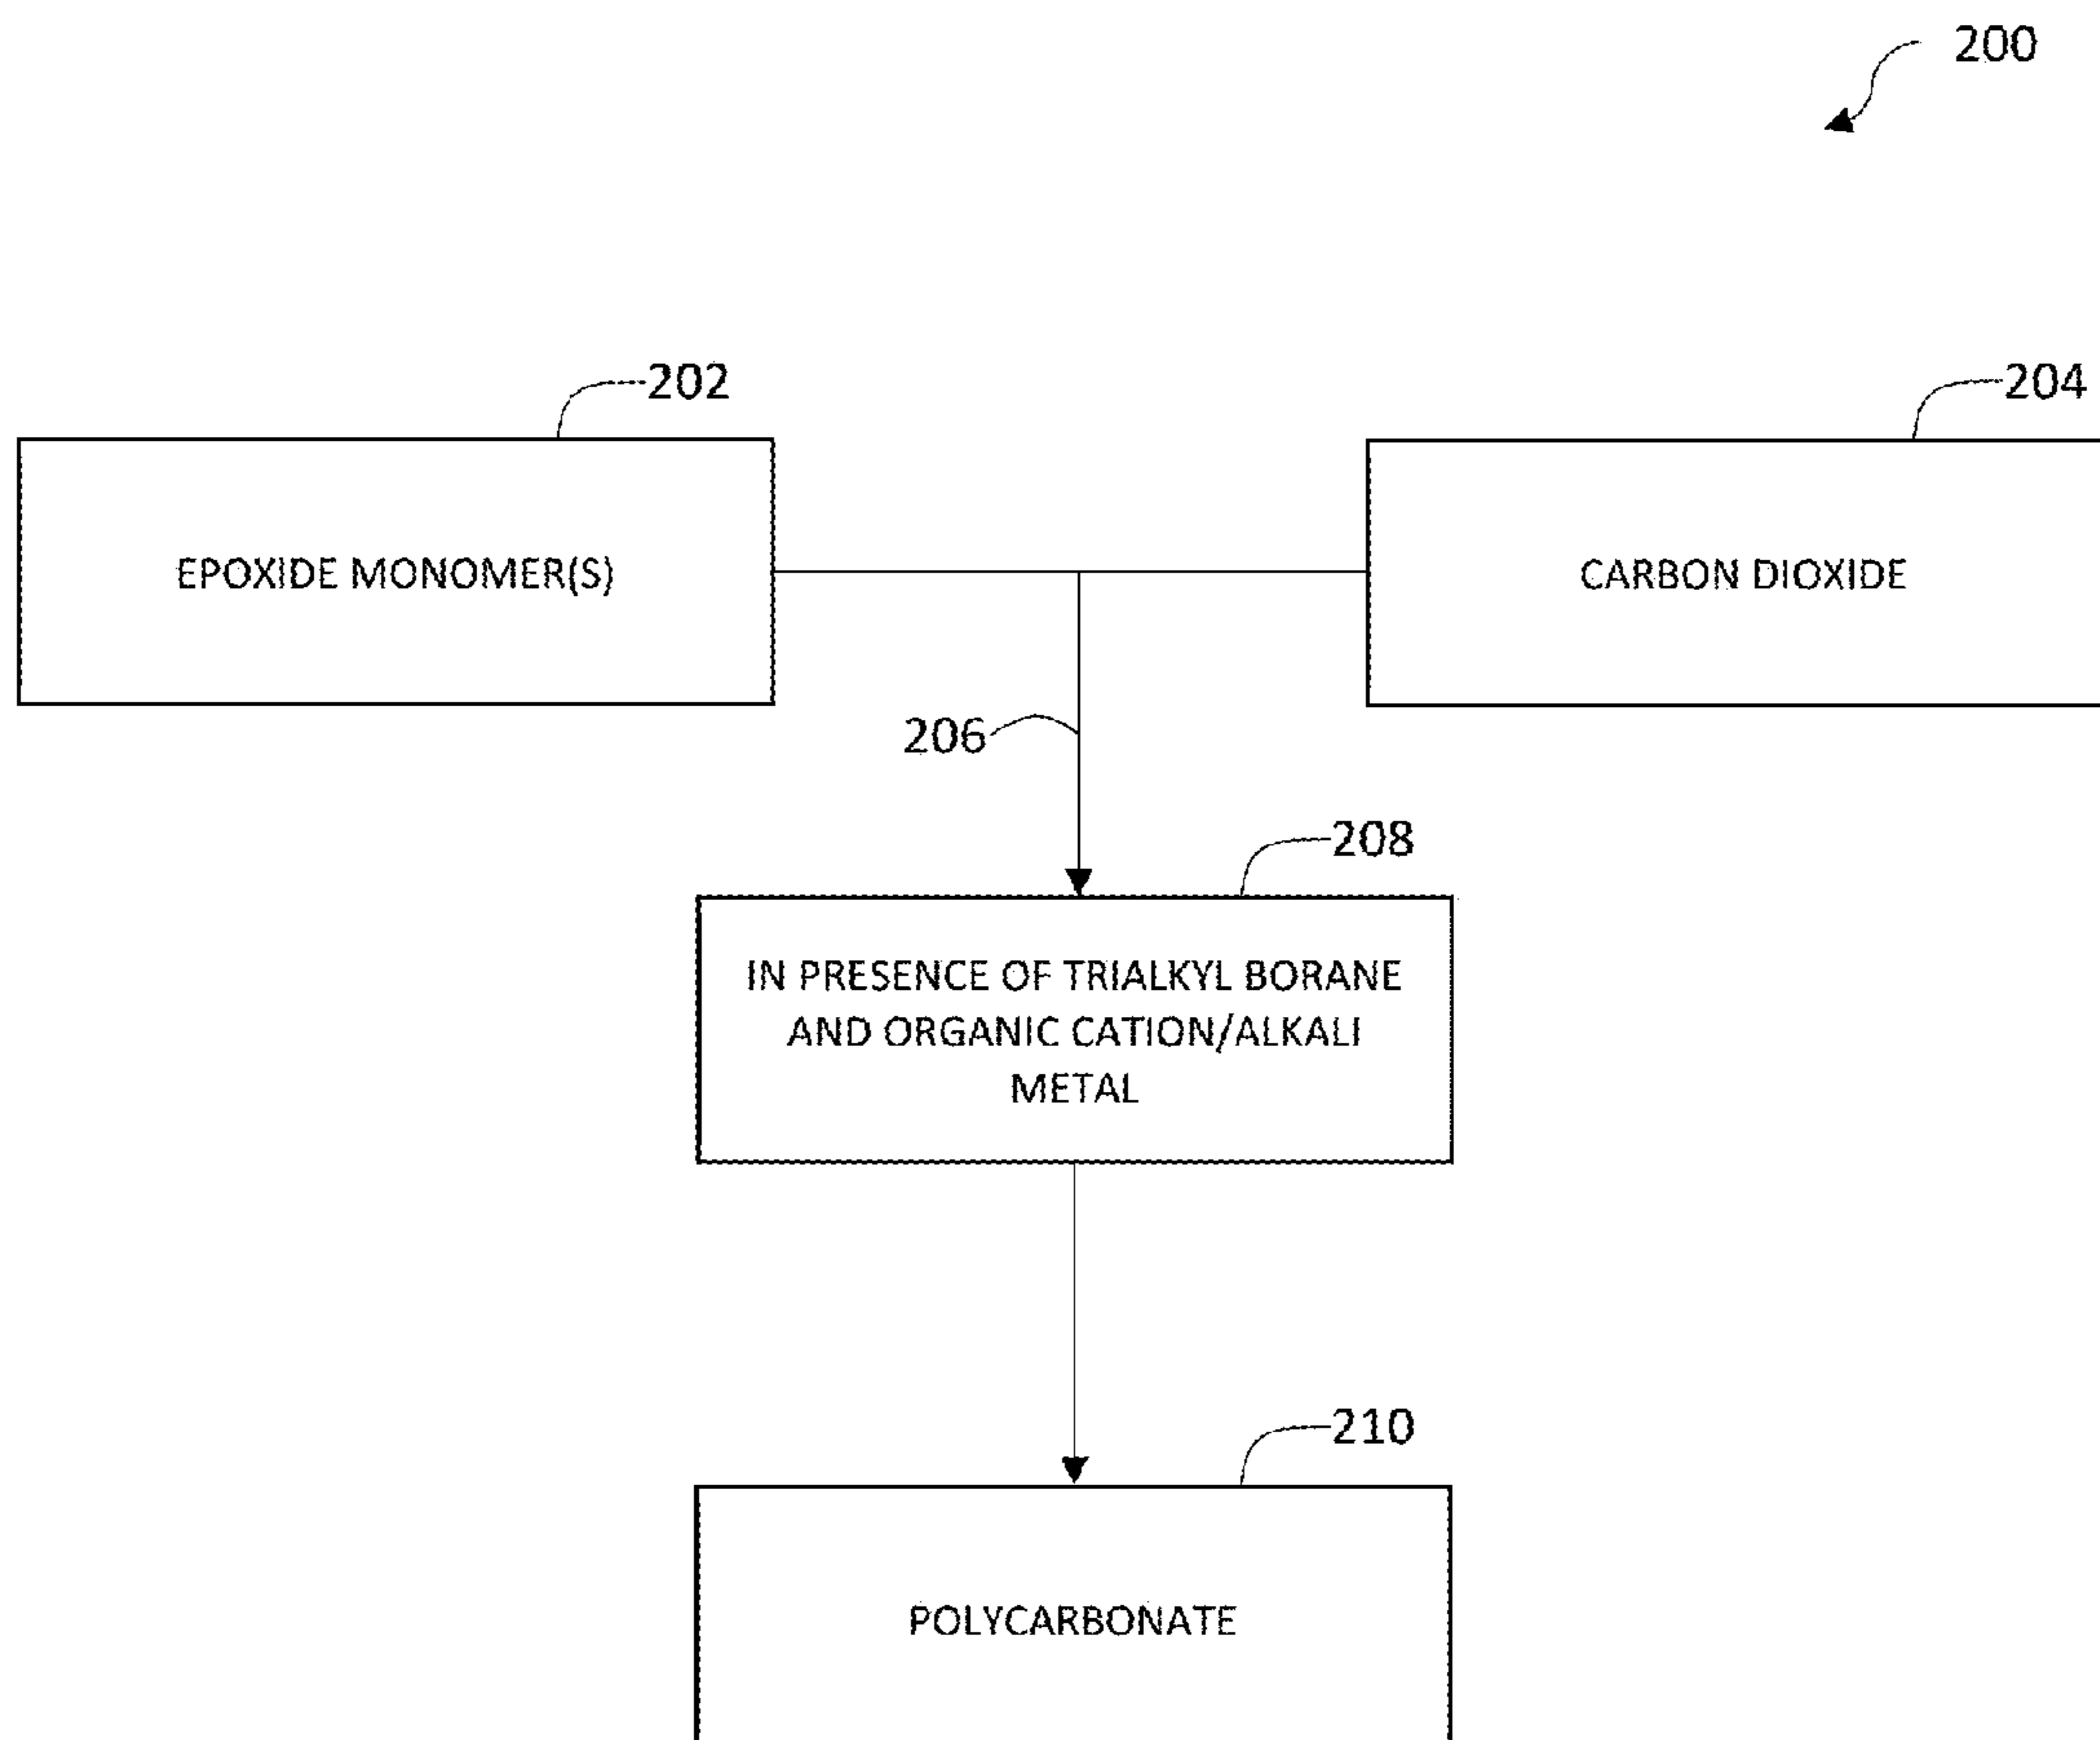 200
202
204
EPOXIDE MONOMER(S)
CARBON DIOXIDE
206
208
IN PRESENCE OF TRIALKYL BORANE
AND ORGANIC CATION/ALKALI
METAL
210
POLYCARBONATE